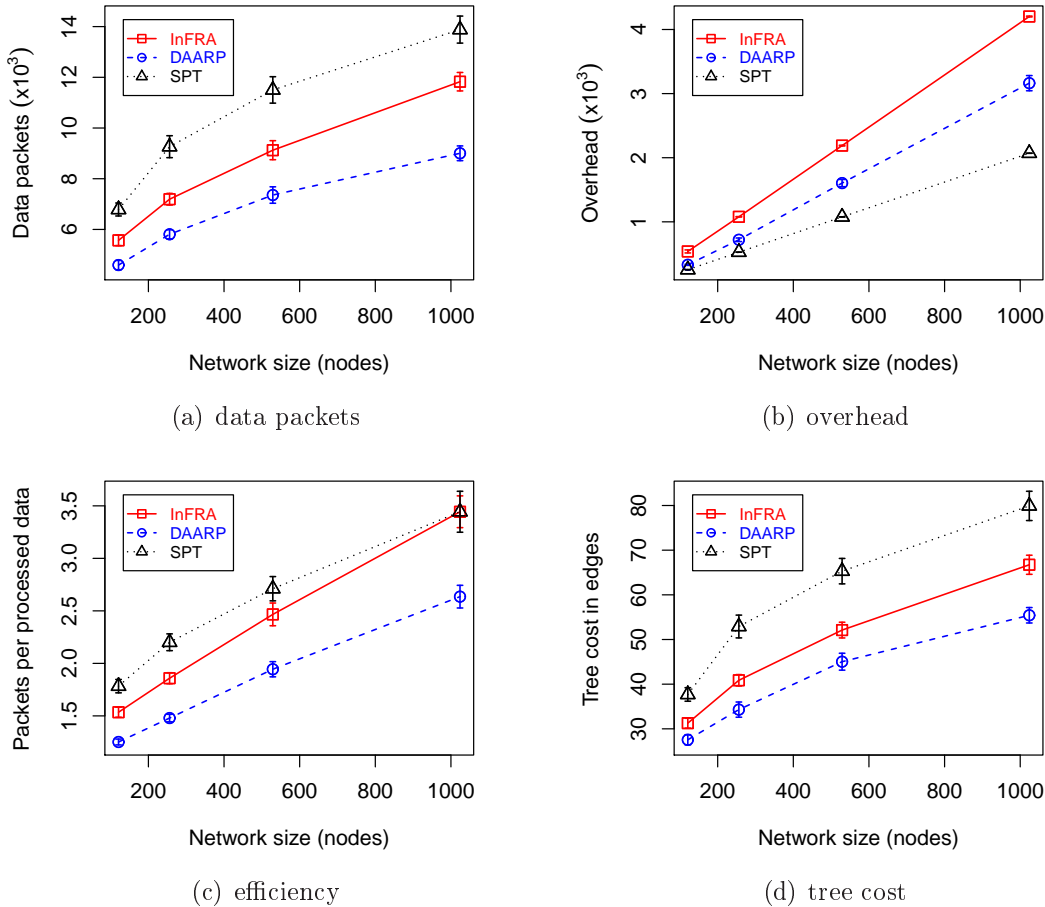 Data packets (x10³)
14
12
10
8
6
InFRA
DAARP
SPT
200 400 600 800 1000
Network size (nodes)
(a) data packets
Overhead (x10³)
4
3
2
1
InFRA
DAARP
SPT
200 400 600 800 1000
Network size (nodes)
(b) overhead
Packets per processed data
3.5
3.0
2.5
2.0
1.5
InFRA
DAARP
SPT
200 400 600 800 1000
Network size (nodes)
(c) efficiency
Tree cost in edges
80
70
60
50
40
30
InFRA
DAARP
SPT
200 400 600 800 1000
Network size (nodes)
(d) tree cost